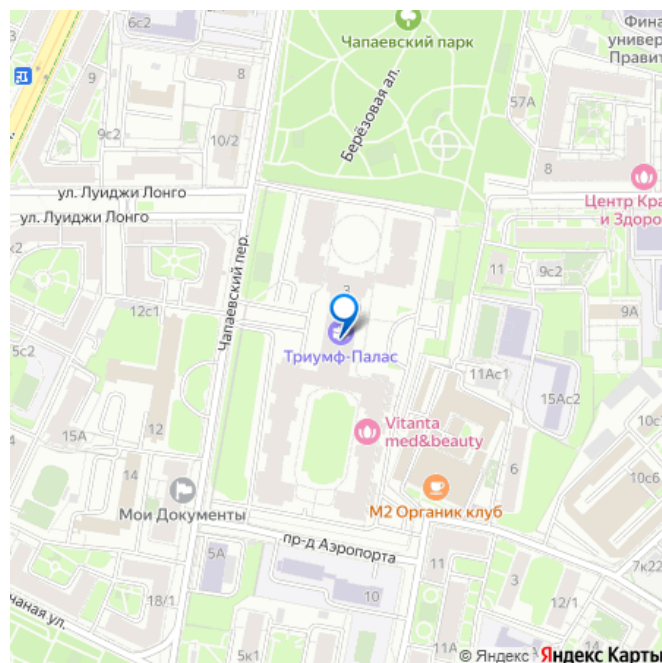 6с2
Чапаевский парк
Фина
универ
Правит
9
8
Берёзовая ал.
57А
9с2
10/2
8
ул. Луиджи Лонго
Центр Кра
и Здоро
ул. Луиджи Лонго
к2
Чапаевский пер.
11
9с2
3
12с1
9А
5с2
Триумф-Палас
11Ас1
15Ас2
Vitanta
med&beauty
10с
15А
12
14
6
10с6
Мои Документы
М2 Органик клуб
пр-д Аэропорта
5А
11
3
7к22
10
чаная ул.
18/1
12/1
5к1
11А
© Яндекс
Яндекс Карты